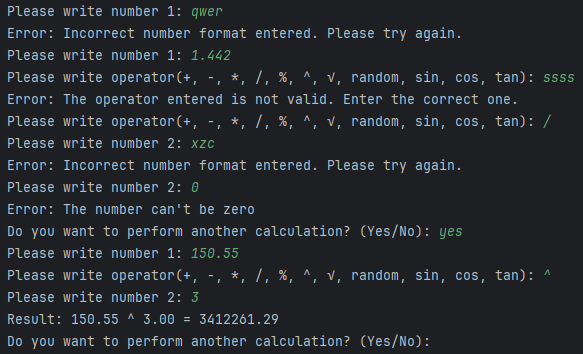 Please write number 1: qwer
Error: Incorrect number format entered. Please try again.
Please write number 1: 1.442
Please write operator(+, -, *, /, %, ^, √, random, sin, cos, tan): ssss
Error: The operator entered is not valid. Enter the correct one.
Please write operator(+, -, *, /, %, ^, √, random, sin, cos, tan): /
Please write number 2: xzc
Error: Incorrect number format entered. Please try again.
Please write number 2: 0
Error: The number can't be zero
Do you want to perform another calculation? (Yes/No): yes
Please write number 1: 150.55
Please write operator(+, -, *, /, %, ^, √, random, sin, cos, tan): ^
Please write number 2: 3
Result: 150.55 ^ 3.00 = 3412261.29
Do you want to perform another calculation? (Yes/No):